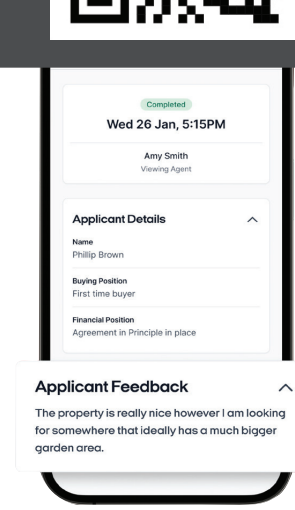 Completed
Wed 26 Jan, 5:15PM
Amy Smith
Viewing Agent
Applicant Details
Name
Phillip Brown
Buying Position
First time buyer
Financial Position
Agreement in Principle in place
Applicant Feedback
The property is really nice however I am looking
for somewhere that ideally has a much bigger
garden area.